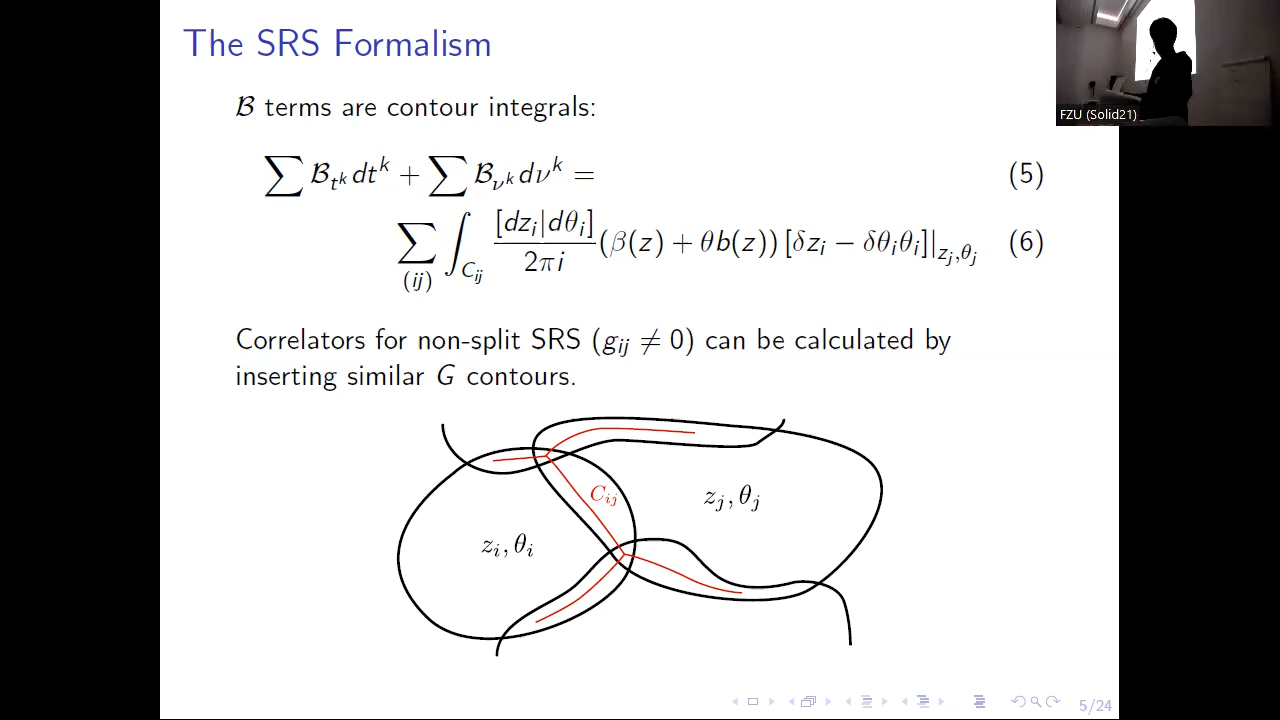 The SRS Formalism
FZU (Solid21)
ℬ terms are contour integrals:
∑ ℬ_{t^k} dt^k + ∑ ℬ_{ν^k} dν^k = (5)
∑_{(ij)} ∫_{C_{ij}} \frac{[dz_i|dθ_i]}{2πi} (β(z) + θb(z)) [δz_i − δθ_iθ_i]|_{z_j,θ_j} (6)
Correlators for non-split SRS (g_{ij} ≠ 0) can be calculated by
inserting similar G contours.
C_{ij}
z_j, θ_j
z_i, θ_i
5/24